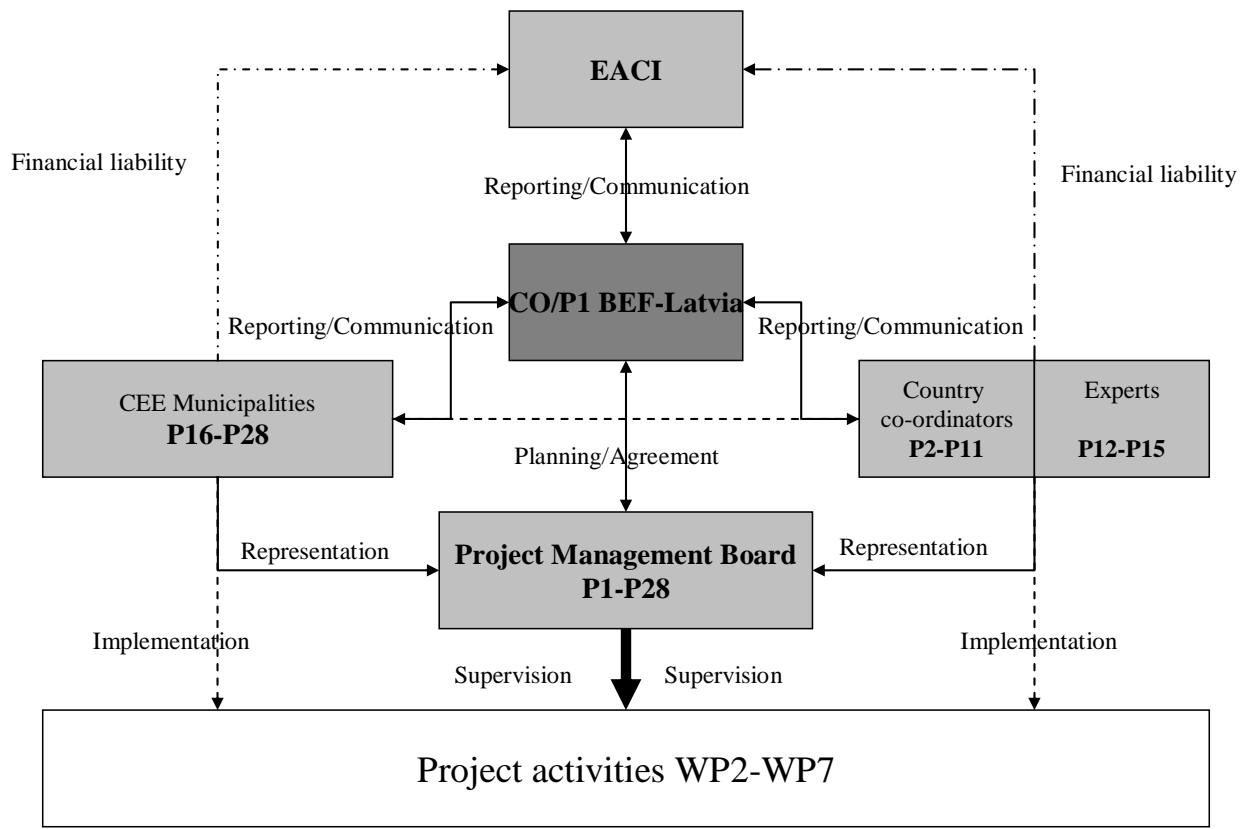 EACI
Financial liability
Financial liability
Reporting/Communication
CO/P1 BEF-Latvia
Reporting/Communication
Reporting/Communication
CEE Municipalities
P16-P28
Country
co-ordinators
P2-P11
Experts
P12-P15
Planning/Agreement
Representation
Project Management Board
P1-P28
Representation
Implementation
Implementation
Supervision
Supervision
Project activities WP2-WP7